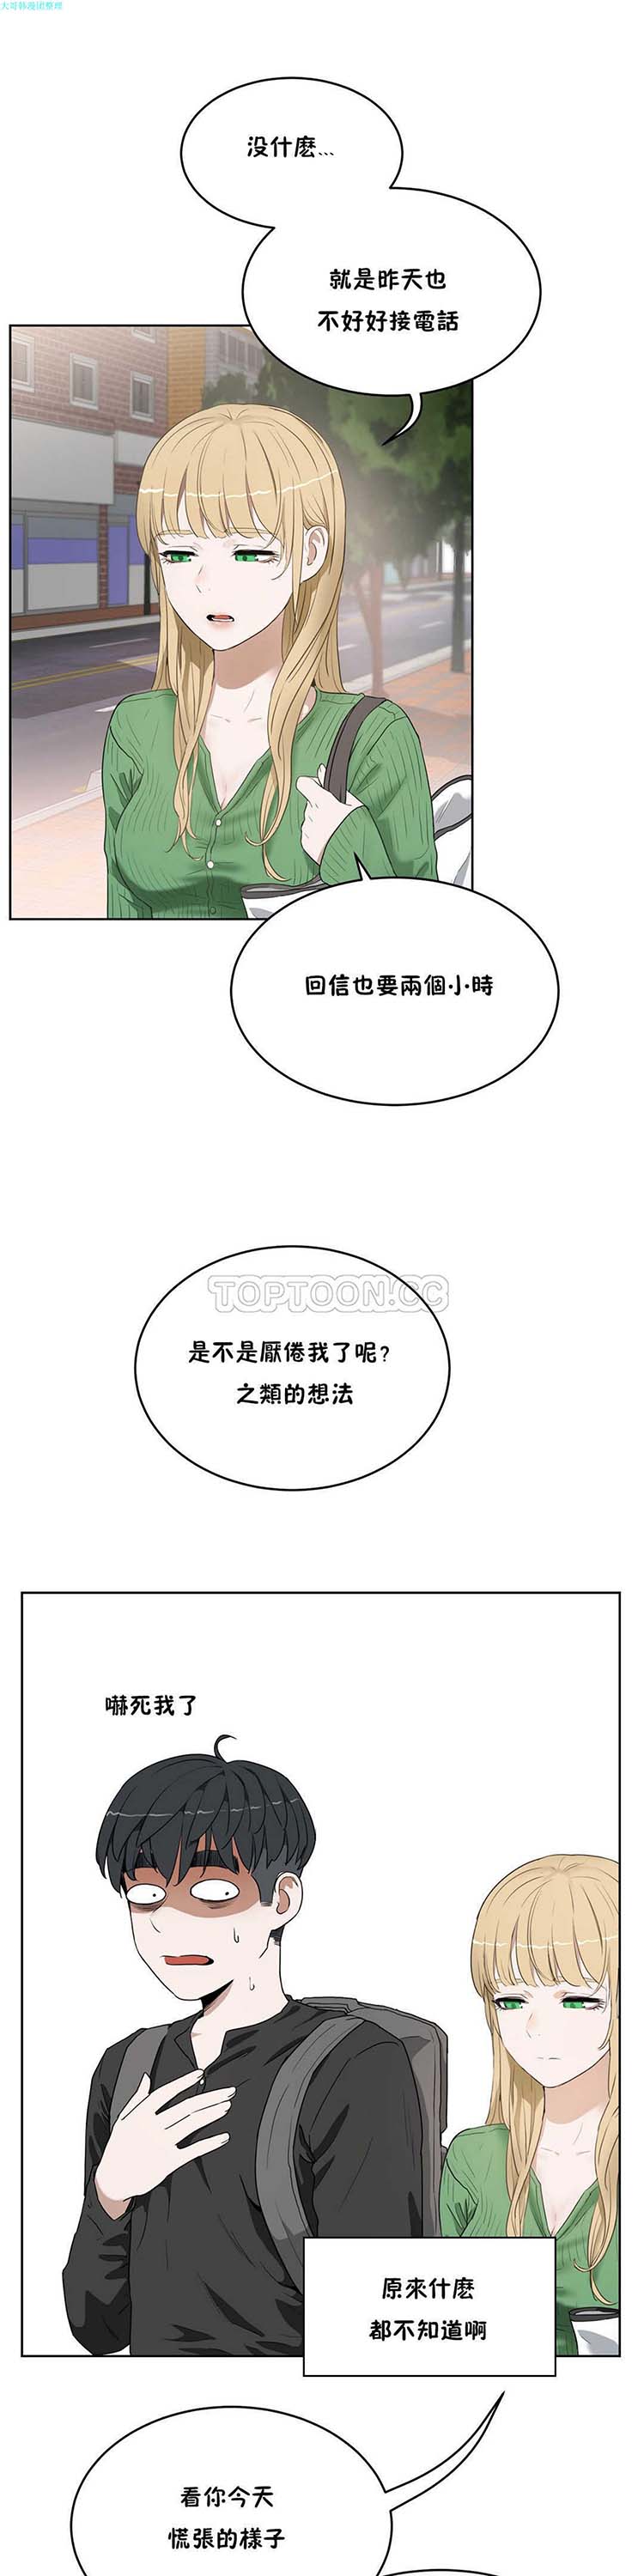 大哥韩漫团整理
没什麽...
就是昨天也
不好好接電話
回信也要兩個小時
TOPTOON.CC
是不是厭倦我了呢?
之類的想法
嚇死我了
原來什麽
都不知道啊
看你今天
慌張的樣子